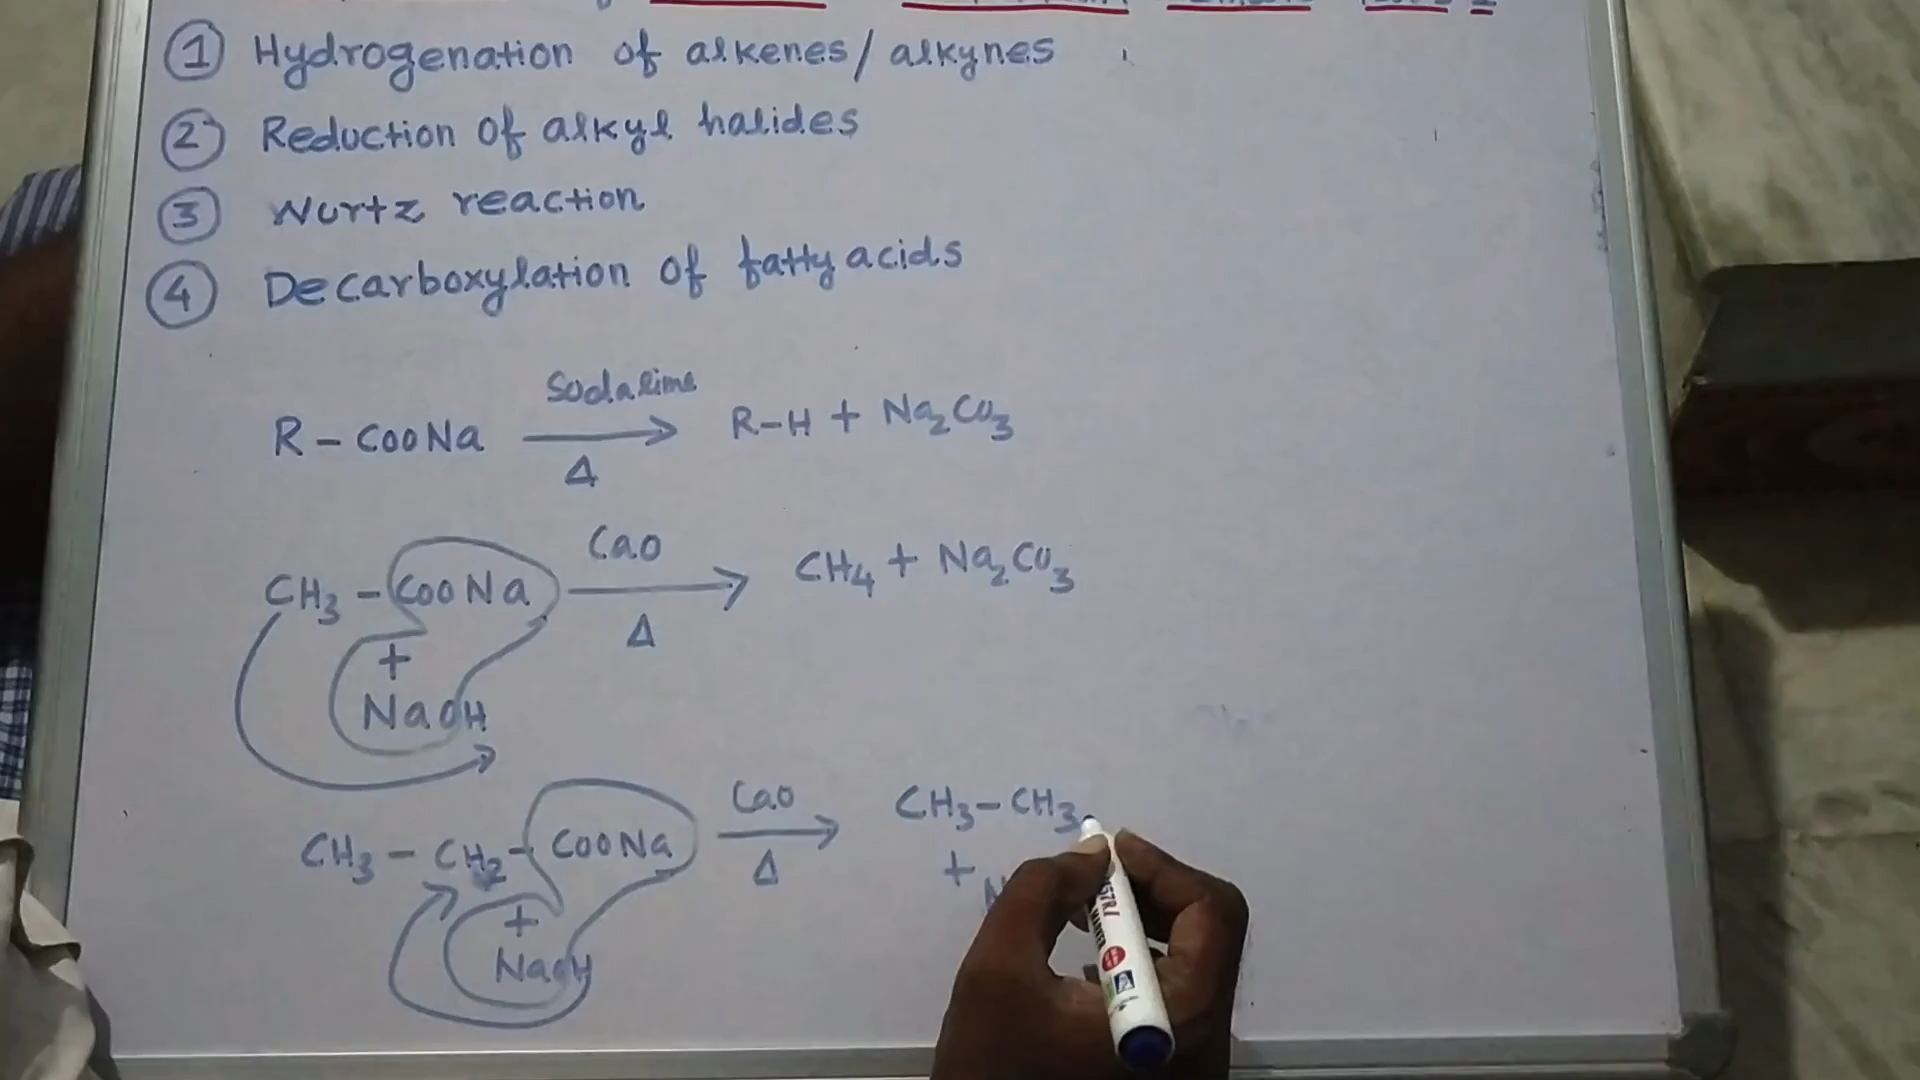 ① Hydrogenation of alkenes/alkynes
② Reduction of alkyl halides
③ Wurtz reaction
④ Decarboxylation of fatty acids
R – COONa —Sodalime/Δ→ R–H + Na₂CO₃
CH₃ – COONa —CaO/Δ→ CH₄ + Na₂CO₃
+
NaOH
CH₃ – CH₂ – COONa —CaO/Δ→ CH₃–CH₃
+ N
+
NaOH